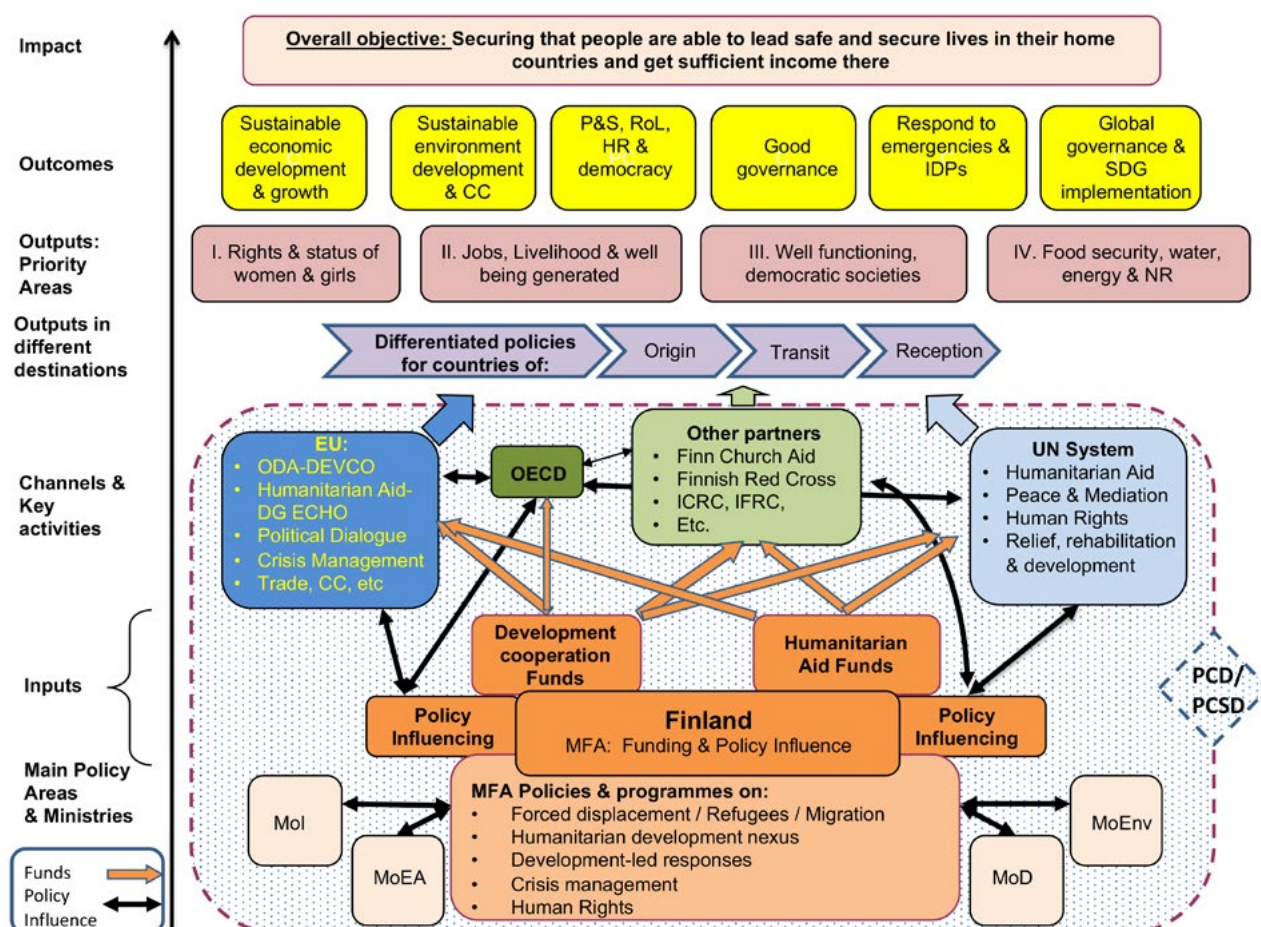 Impact
Overall objective: Securing that people are able to lead safe and secure lives in their home
countries and get sufficient income there
Outcomes
Sustainable
economic
development
& growth
Sustainable
environment
development
& CC
P&S, RoL,
HR &
democracy
Good
governance
Respond to
emergencies &
IDPs
Global
governance &
SDG
implementation
Outputs:
Priority
Areas
I. Rights & status of
women & girls
II. Jobs, Livelihood & well
being generated
III. Well functioning,
democratic societies
IV. Food security, water,
energy & NR
Outputs in
different
destinations
Differentiated policies
for countries of:
Origin
Transit
Reception
Channels &
Key
activities
EU:
• ODA-DEVCO
• Humanitarian Aid-
DG ECHO
• Political Dialogue
• Crisis Management
• Trade, CC, etc
OECD
Other partners
• Finn Church Aid
• Finnish Red Cross
• ICRC, IFRC,
• Etc.
UN System
• Humanitarian Aid
• Peace & Mediation
• Human Rights
• Relief, rehabilitation
& development
Inputs
Development
cooperation
Funds
Humanitarian
Aid Funds
Policy
Influencing
Finland
MFA: Funding & Policy Influence
Policy
Influencing
PCD/
PCSD
Main Policy
Areas
& Ministries
MoI
MoEA
MFA Policies & programmes on:
• Forced displacement / Refugees / Migration
• Humanitarian development nexus
• Development-led responses
• Crisis management
• Human Rights
MoD
MoEnv
Funds
Policy
Influence